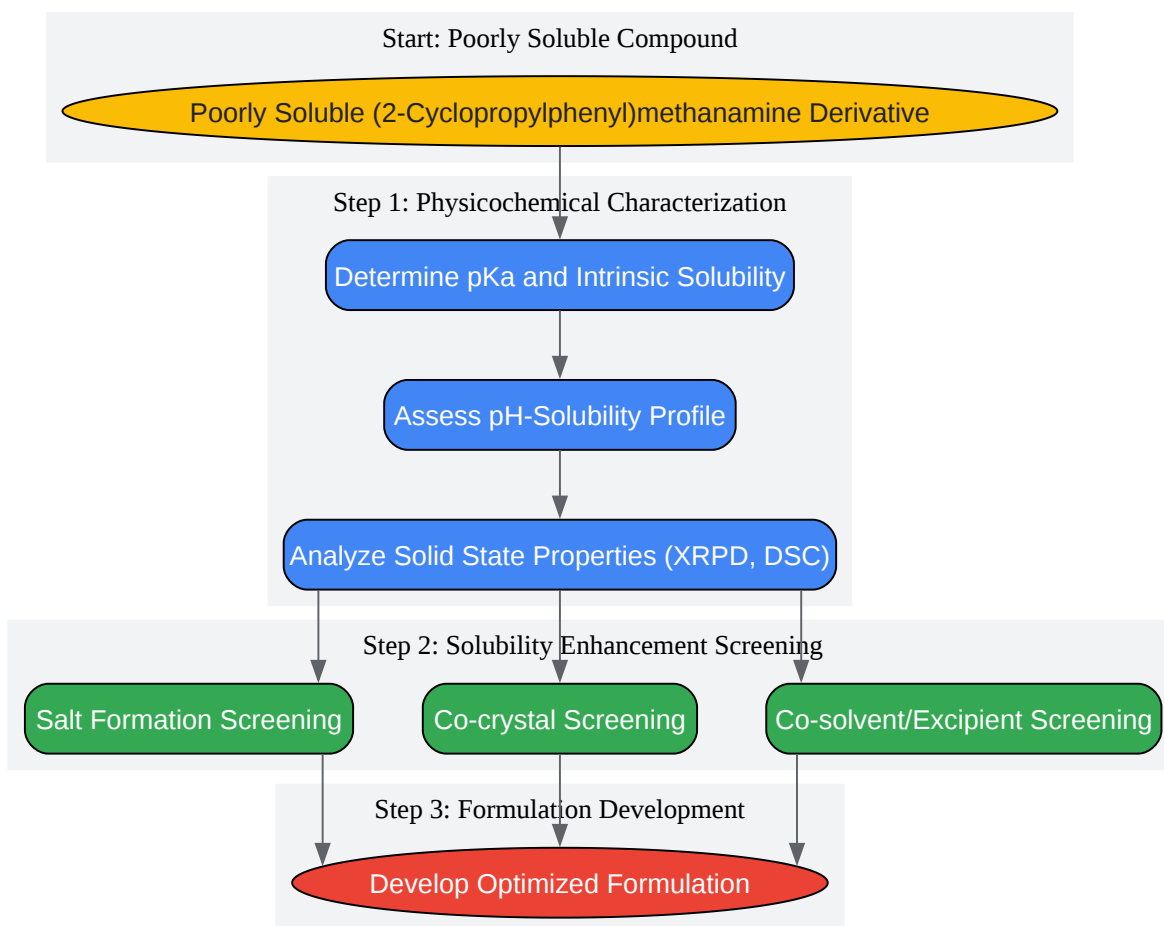 Start: Poorly Soluble Compound
Poorly Soluble (2-Cyclopropylphenyl)methanamine Derivative
Step 1: Physicochemical Characterization
Determine pKa and Intrinsic Solubility
Assess pH-Solubility Profile
Analyze Solid State Properties (XRPD, DSC)
Step 2: Solubility Enhancement Screening
Salt Formation Screening
Co-crystal Screening
Co-solvent/Excipient Screening
Step 3: Formulation Development
Develop Optimized Formulation